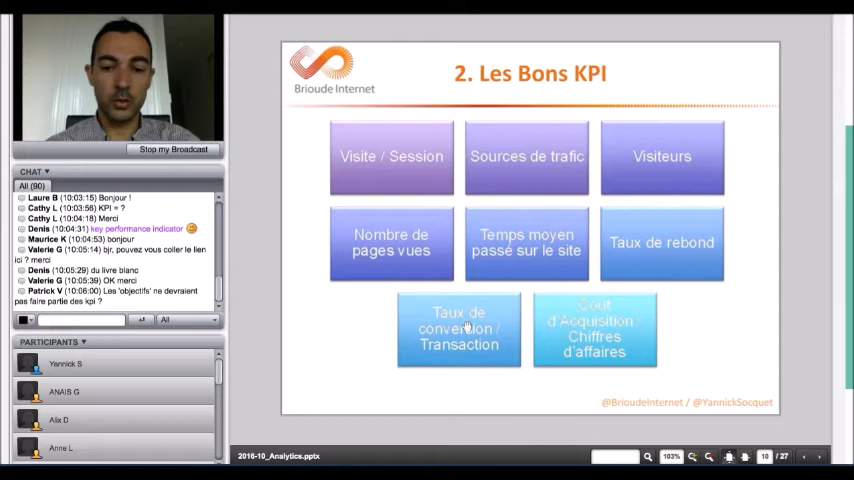 Stop my Broadcast
CHAT
All (90)
Laure B (10:03:15) Bonjour !
Cathy L (10:03:56) KPI = ?
Cathy L (10:04:18) Merci
Denis (10:04:31) key performance indicator
Maurice K (10:04:53) bonjour
Valerie G (10:05:14) bjr, pouvez vous coller le lien
ici ? merci
Denis (10:05:29) du livre blanc
Valerie G (10:05:39) OK merci
Patrick V (10:06:00) Les 'objectifs' ne devraient
pas faire partie des kpi ?
All
PARTICIPANTS
Yannick S
ANAIS G
Alix D
Anne L
Brioude Internet
2. Les Bons KPI
Visite / Session
Sources de trafic
Visiteurs
Nombre de
pages vues
Temps moyen
passé sur le site
Taux de rebond
Taux de
conversion /
Transaction
Coût
d'Acquisition /
Chiffres
d'affaires
@BrioudeInternet / @YannickSocquet
2016-10_Analytics.pptx
103%
10 / 27